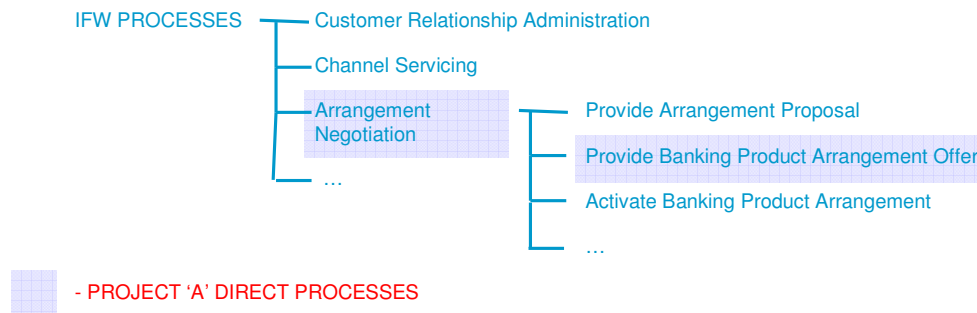 IFW PROCESSES
Customer Relationship Administration
Channel Servicing
Arrangement
Negotiation
…
Provide Arrangement Proposal
Provide Banking Product Arrangement Offer
Activate Banking Product Arrangement
…
- PROJECT ‘A’ DIRECT PROCESSES